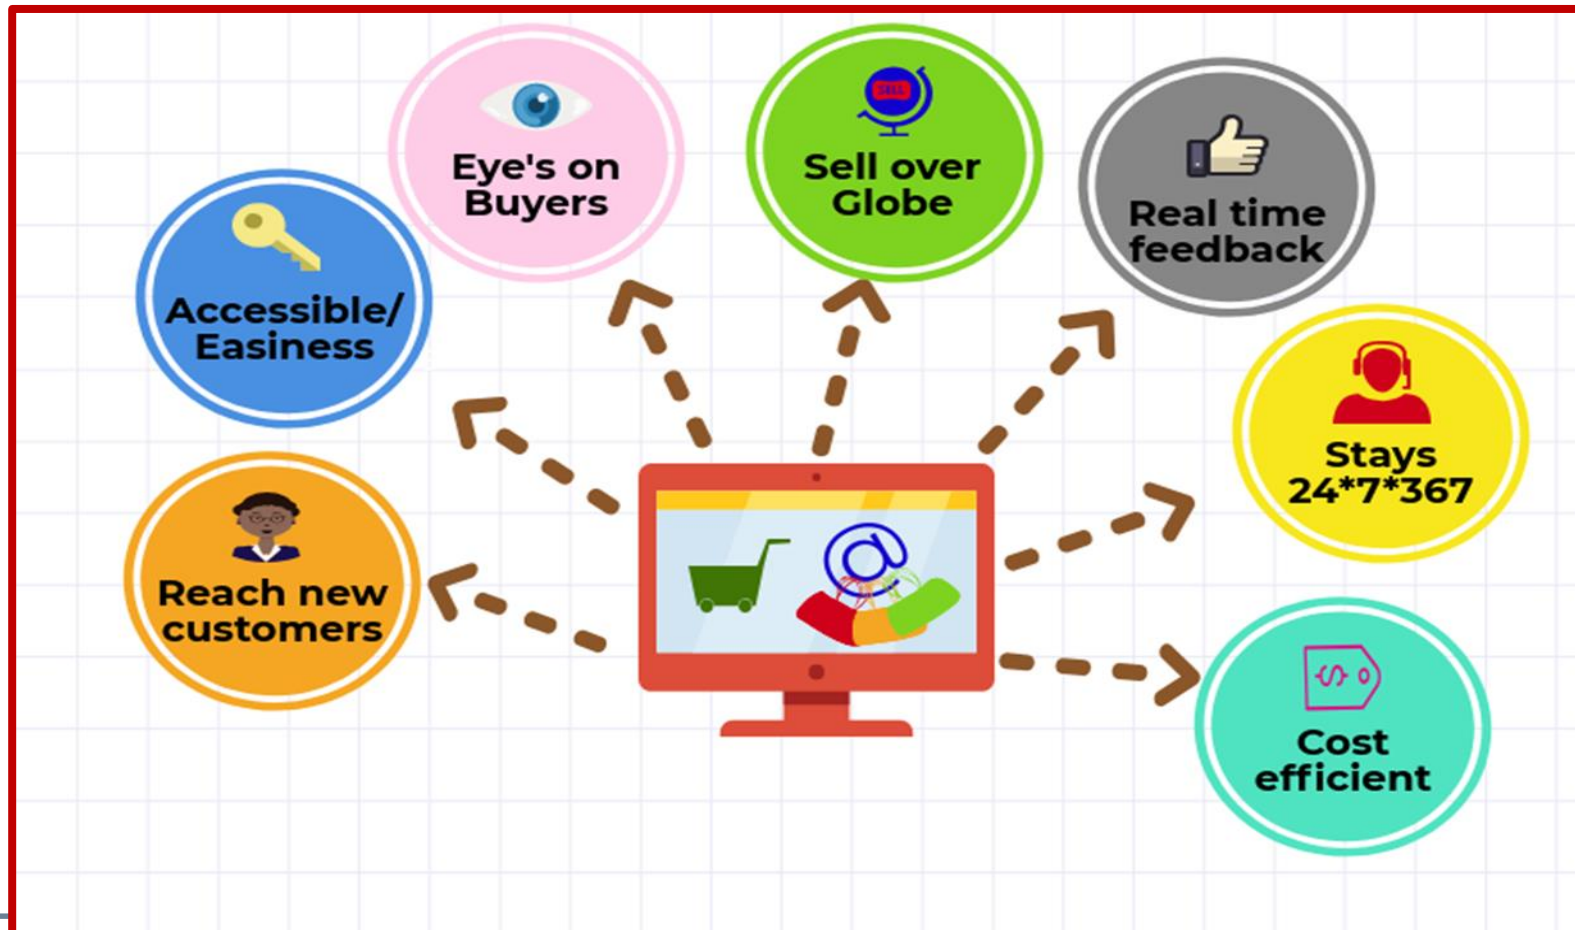 Eye's on
Buyers
SELL
Sell over
Globe
Real time
feedback
Accessible/
Easiness
Stays
24*7*367
Reach new
customers
@
$
Cost
efficient